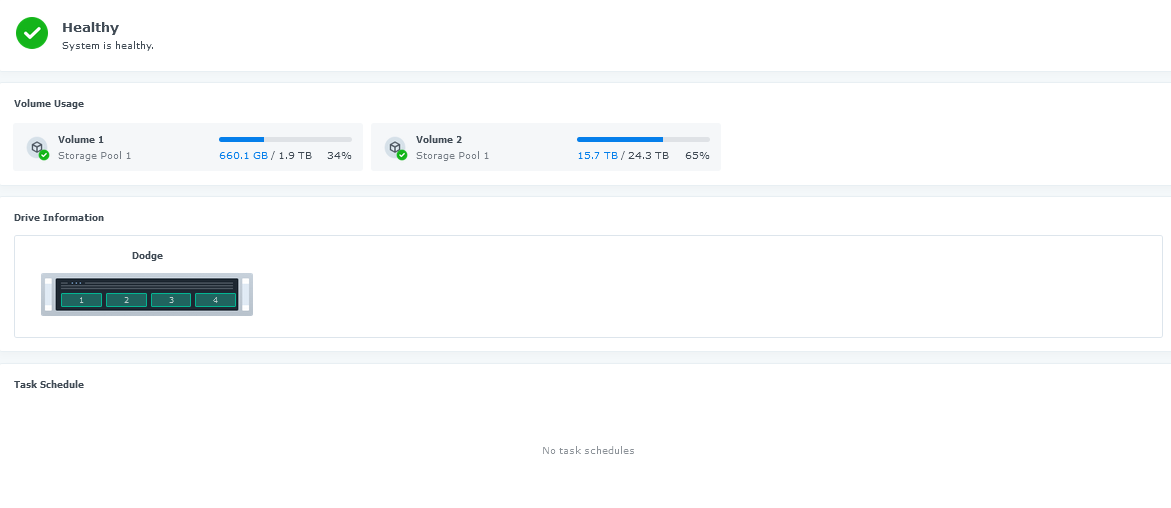 Healthy
System is healthy.
Volume Usage
Volume 1
Storage Pool 1
660.1 GB / 1.9 TB 34%
Volume 2
Storage Pool 1
15.7 TB / 24.3 TB 65%
Drive Information
Dodge
1 2 3 4
Task Schedule
No task schedules